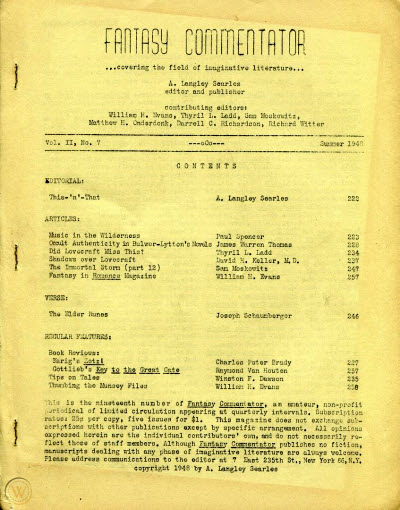 FANTASY COMMENTATOR
...covering the field of imaginative literature...
A. Langley Searles
editor and publisher
contributing editors:
William H. Evans, Thyril L. Ladd, Sam Moskowitz,
Matthew H. Onderdonk, Darrell C. Richardson, Richard Witter
Vol. II, No. 7 ---oOo--- Summer 1948
CONTENTS
EDITORIAL:
This-'n'-That A. Langley Searles 222
ARTICLES:
Music in the Wilderness Paul Spencer 223
Occult Authenticity in Bulwer-Lytton's Novels James Warren Thomas 228
Did Lovecraft Miss This? Thyril L. Ladd 234
Shadows over Lovecraft David H. Keller, M.D. 237
The Immortal Storm (part 12) Sam Moskowitz 247
Fantasy in Romance Magazine William H. Evans 257
VERSE:
The Elder Runes Joseph Schaumburger 246
REGULAR FEATURES:
Book Reviews:
Karig's Zotz! Charles Peter Brady 227
Gottlieb's Key to the Great Gate Raymond Van Houten 257
Tips on Tales Winston F. Dawson 235
Thumbing the Munsey Files William H. Evans 258
This is the nineteenth number of Fantasy Commentator, an amateur, non-profit
periodical of limited circulation appearing at quarterly intervals. Subscription
rates: 25¢ per copy, five issues for $1. This magazine does not exchange sub-
scriptions with other publications except by specific arrangement. All opinions
expressed herein are the individual contributors' own, and do not necessarily re-
flect those of staff members. Although Fantasy Commentator publishes no fiction,
manuscripts dealing with any phase of imaginative literature are always welcome.
Please address communications to the editor at 7 East 235th St., New York 66, N.Y.
copyright 1948 by A. Langley Searles